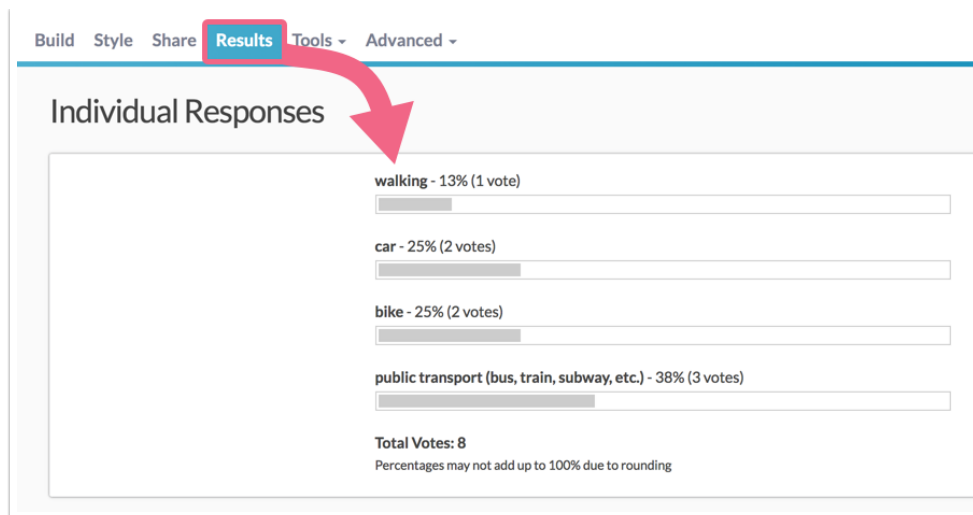 Build Style Share Results Tools Advanced
Individual Responses
walking - 13% (1 vote)
car - 25% (2 votes)
bike - 25% (2 votes)
public transport (bus, train, subway, etc.) - 38% (3 votes)
Total Votes: 8
Percentages may not add up to 100% due to rounding